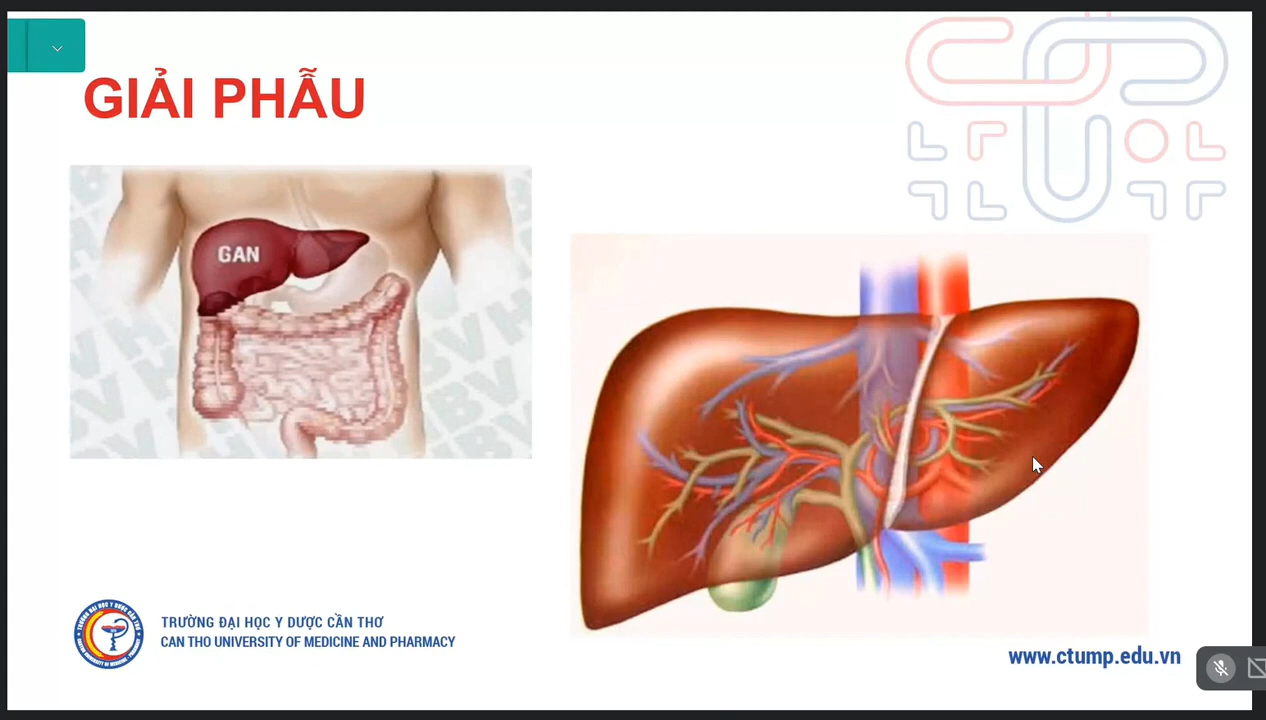 GIẢI PHẪU
GAN
TRƯỜNG ĐẠI HỌC Y DƯỢC CẦN THƠ
CAN THO UNIVERSITY OF MEDICINE AND PHARMACY
www.ctump.edu.vn